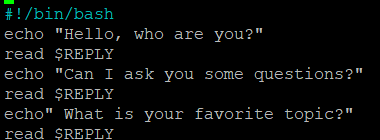 #!/bin/bash
echo "Hello, who are you?"
read $REPLY
echo "Can I ask you some questions?"
read $REPLY
echo" What is your favorite topic?"
read $REPLY